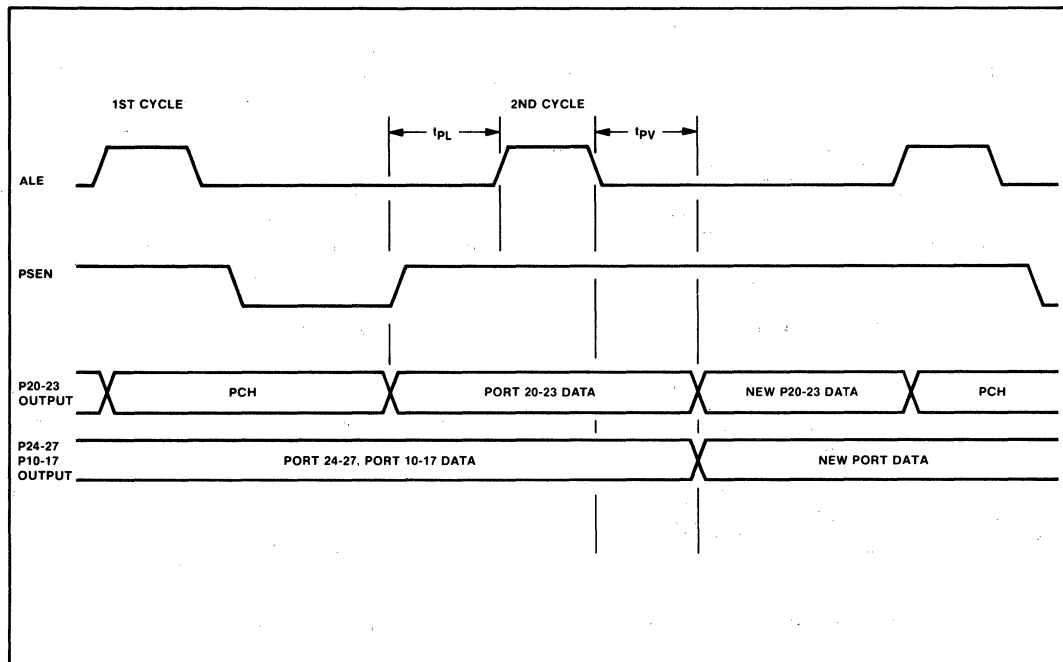 1ST CYCLE
2ND CYCLE
tPL
tPV
ALE
PSEN
P20-23
OUTPUT
PCH
PORT 20-23 DATA
NEW P20-23 DATA
PCH
P24-27
P10-17
OUTPUT
PORT 24-27, PORT 10-17 DATA
NEW PORT DATA